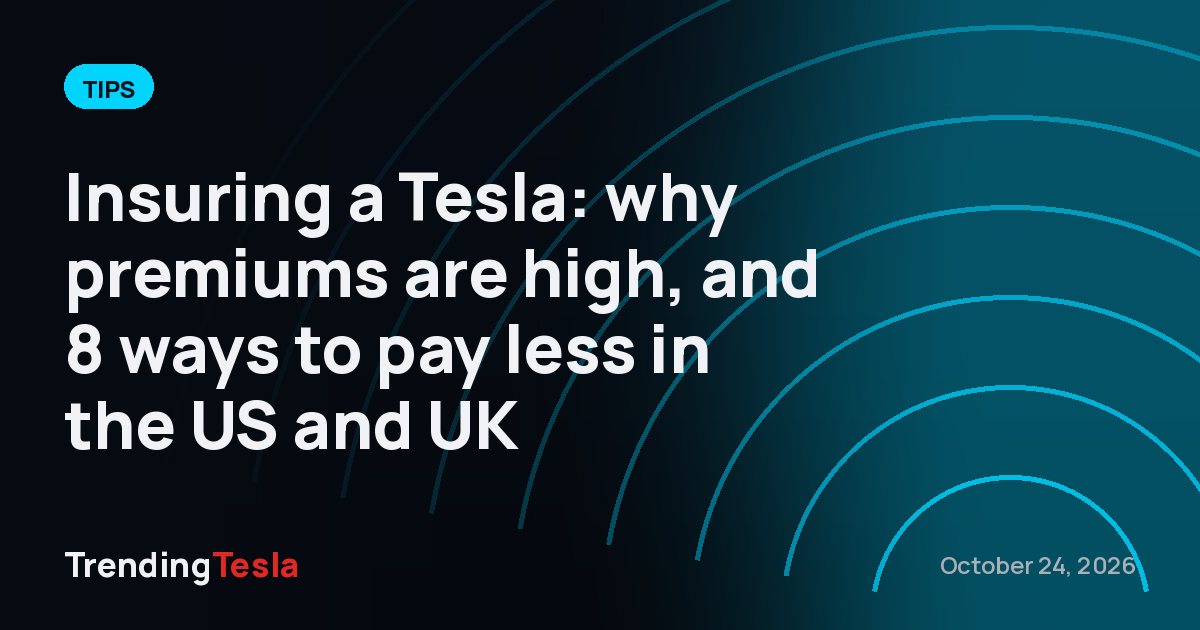 TIPS
Insuring a Tesla: why
premiums are high, and
8 ways to pay less in
the US and UK
TrendingTesla
October 24, 2026